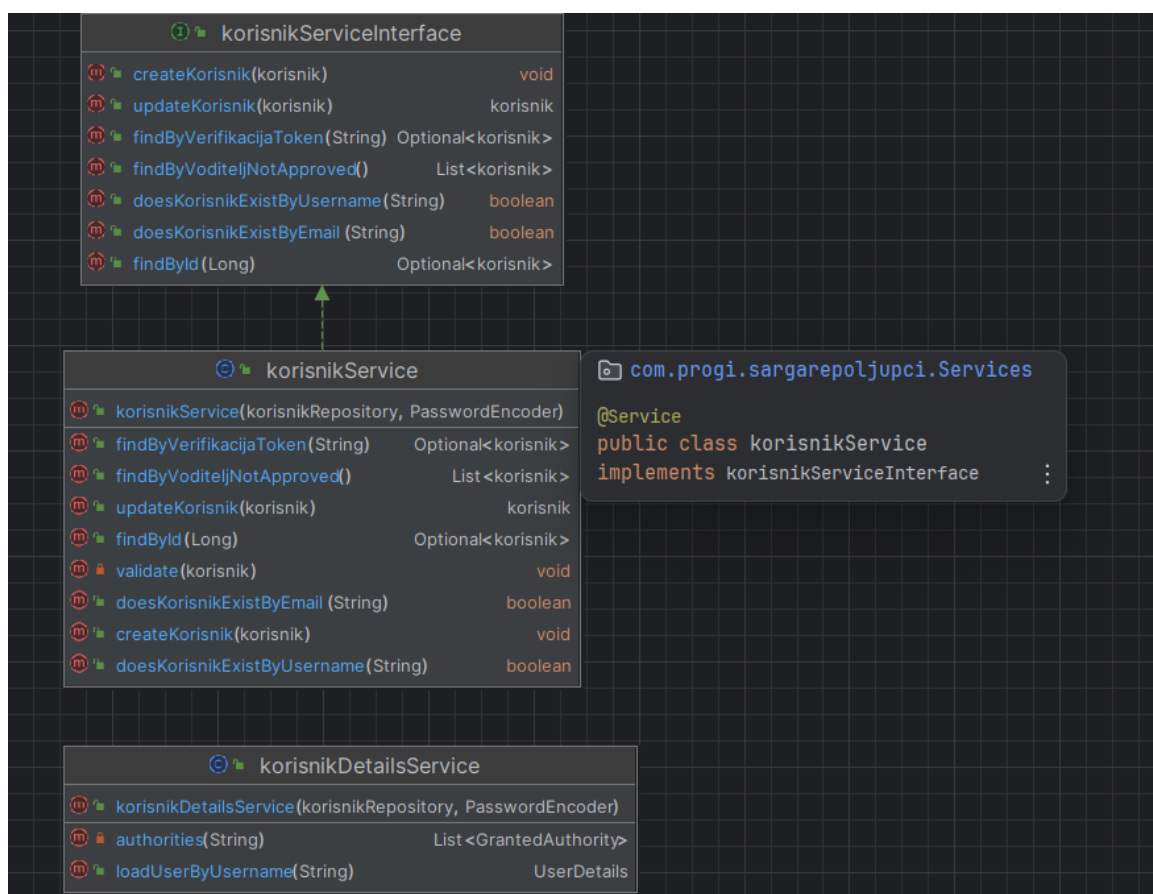 korisnikServiceInterface
createKorisnik(korisnik) void
updateKorisnik(korisnik) korisnik
findByVerifikacijaToken(String) Optional<korisnik>
findByVoditeljNotApproved() List<korisnik>
doesKorisnikExistByUsername(String) boolean
doesKorisnikExistByEmail (String) boolean
findById(Long) Optional<korisnik>
korisnikService
korisnikService(korisnikRepository, PasswordEncoder)
findByVerifikacijaToken(String) Optional<korisnik>
findByVoditeljNotApproved() List<korisnik>
updateKorisnik(korisnik) korisnik
findById(Long) Optional<korisnik>
validate(korisnik) void
doesKorisnikExistByEmail (String) boolean
createKorisnik(korisnik) void
doesKorisnikExistByUsername(String) boolean
com.progi.sargarepoljupci.Services
@Service
public class korisnikService
implements korisnikServiceInterface
korisnikDetailsService
korisnikDetailsService(korisnikRepository, PasswordEncoder)
authorities(String) List<GrantedAuthority>
loadUserByUsername(String) UserDetails